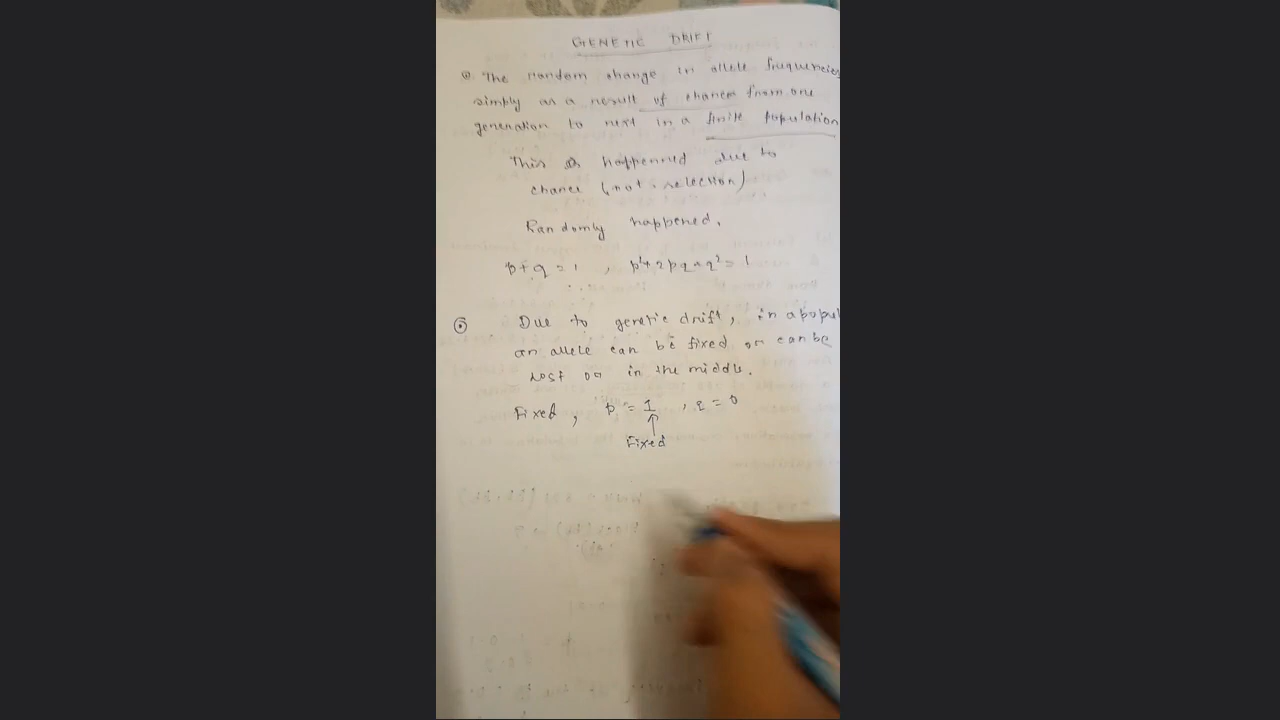 GENETIC DRIFT
The random change in allele frequencies
simply as a result of chance from one
generation to next in a finite population
This is happenned due to
chance (not selection)
Randomly happened.
p + q = 1 , p²+2pq+q² = 1
Due to genetic drift, in a popul
an allele can be fixed or can be
lost or in the middle.
Fixed, p = 1 , q = 0
Fixed